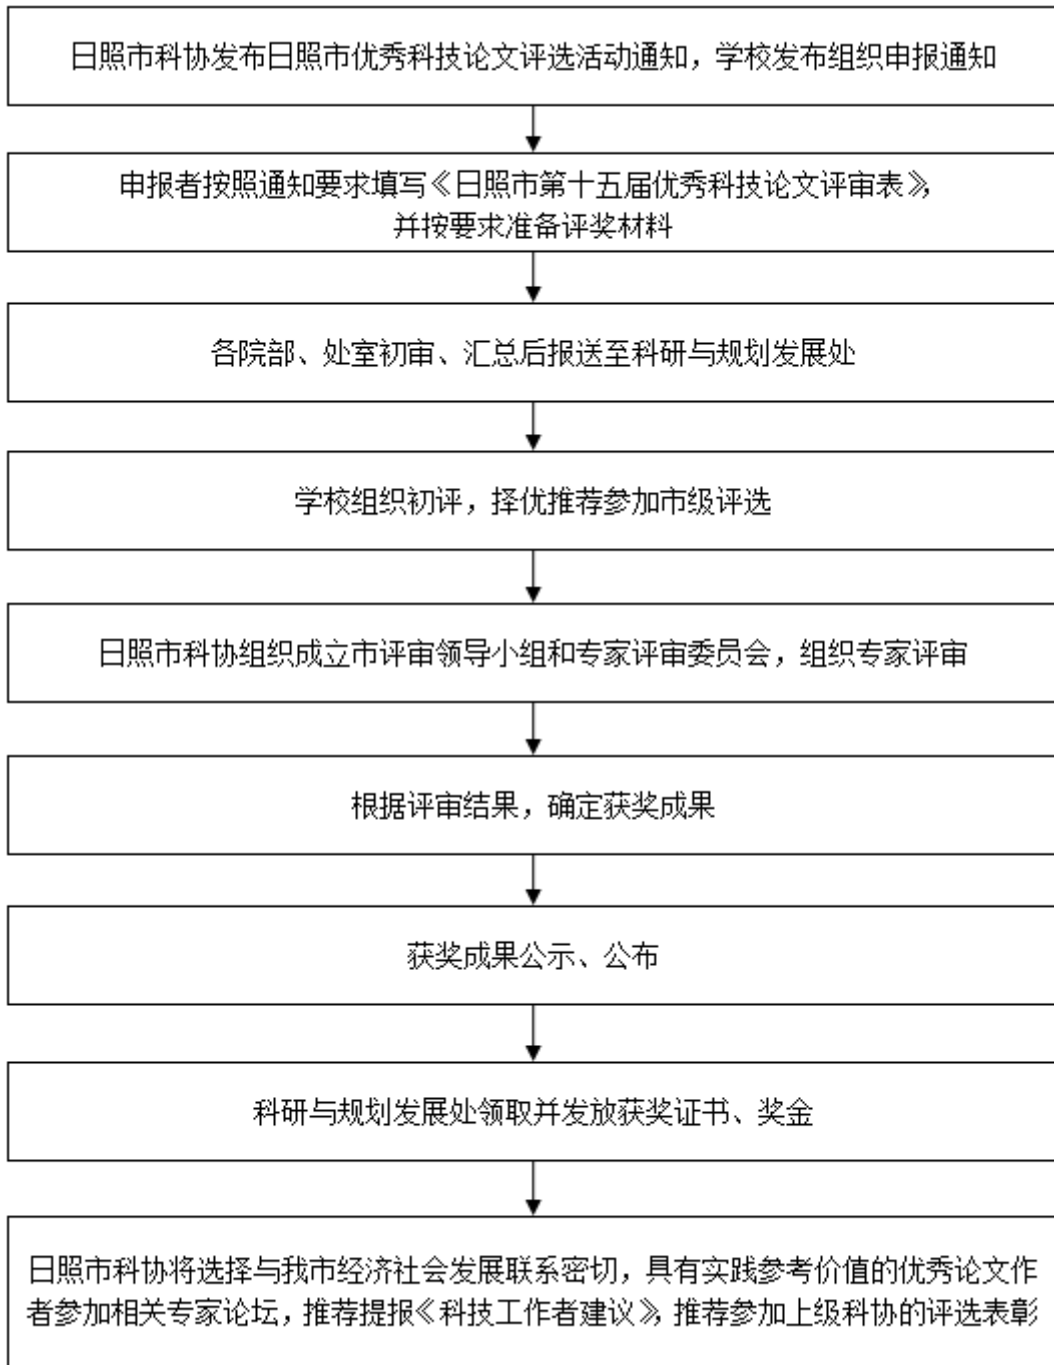 日照市科协发布日照市优秀科技论文评选活动通知，学校发布组织申报通知
申报者按照通知要求填写《日照市第十五届优秀科技论文评审表》，
并按要求准备评奖材料
各院部、处室初审、汇总后报送至科研与规划发展处
学校组织初评，择优推荐参加市级评选
日照市科协组织成立市评审领导小组和专家评审委员会，组织专家评审
根据评审结果，确定获奖成果
获奖成果公示、公布
科研与规划发展处领取并发放获奖证书、奖金
日照市科协将选择与我市经济社会发展联系密切，具有实践参考价值的优秀论文作
者参加相关专家论坛，推荐提报《科技工作者建议》，推荐参加上级科协的评选表彰